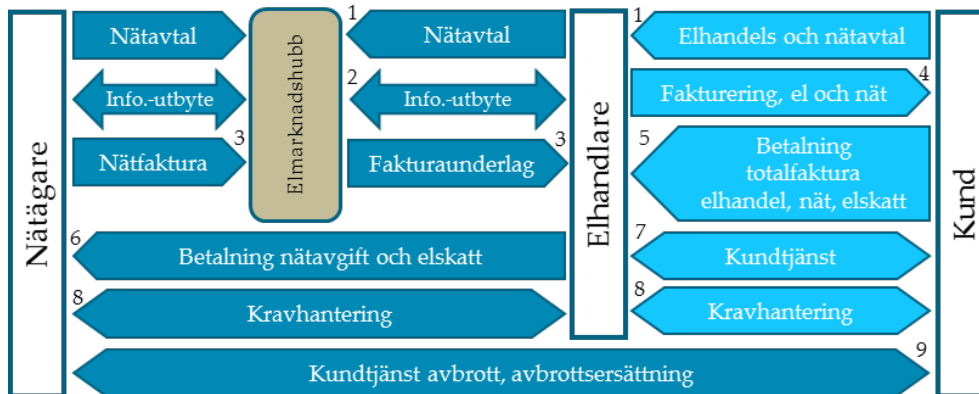 Nätägare
Elmarknadshubb
Elhandlare
Kund
Nätavtal
1
Nätavtal
1
Elhandels och nätavtal
Info.-utbyte
2
Info.-utbyte
Fakturering, el och nät
4
Nätfaktura
3
Fakturaunderlag
3
5
Betalning
totalfaktura
elhandel, nät, elskatt
6
Betalning nätavgift och elskatt
7
Kundtjänst
8
Kravhantering
8
Kravhantering
Kundtjänst avbrott, avbrottsersättning
9